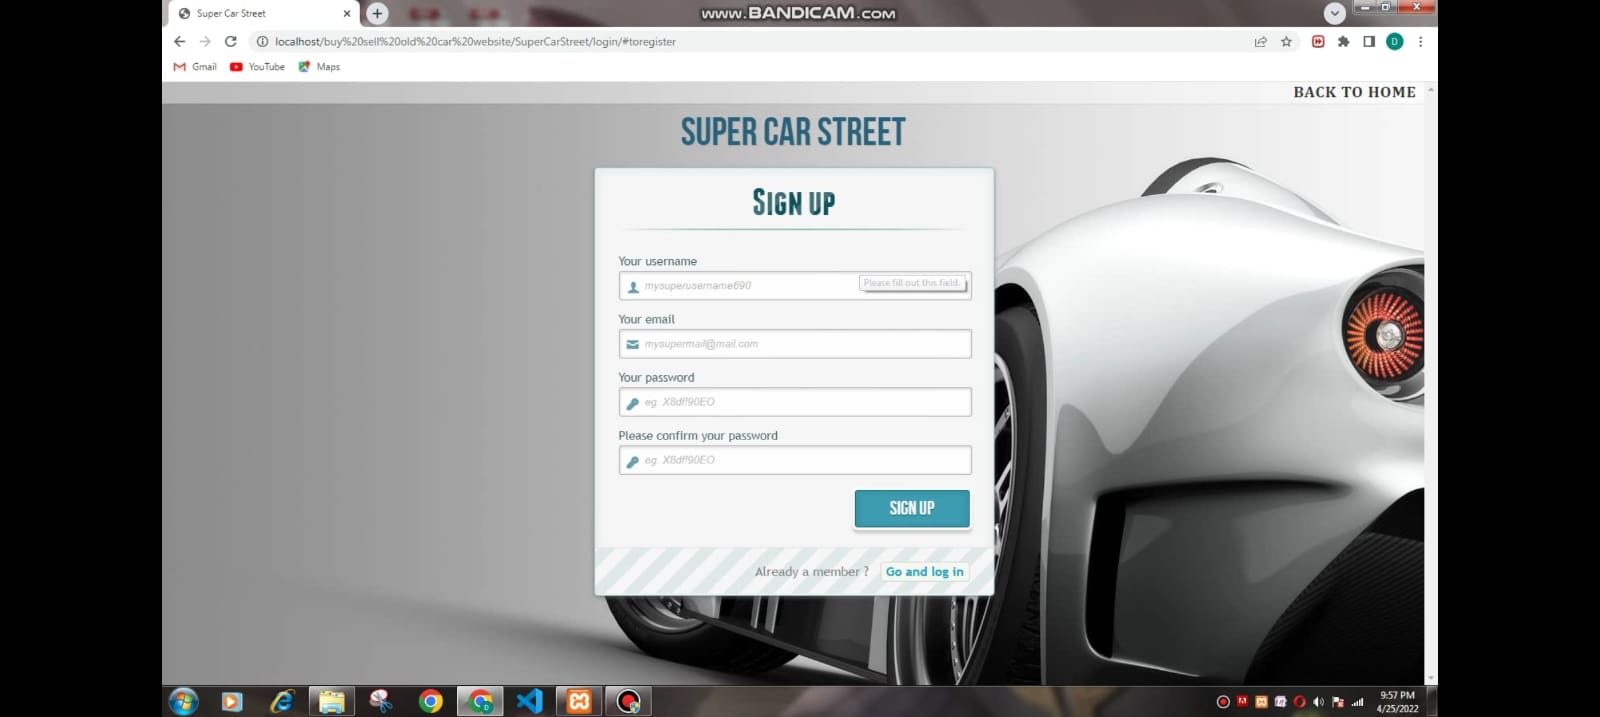 Super Car Street
www.BANDICAM.com
localhost/buy%20sell%20old%20car%20website/SuperCarStreet/login/#toregister
D
Gmail
YouTube
Maps
BACK TO HOME
SUPER CAR STREET
SIGN UP
Your username
mysuperusername690
Please fill out this field.
Your email
mysupermail@mail.com
Your password
eg. X8df!90EO
Please confirm your password
eg. X8df!90EO
SIGN UP
Already a member ? Go and log in
9:57 PM
4/25/2022